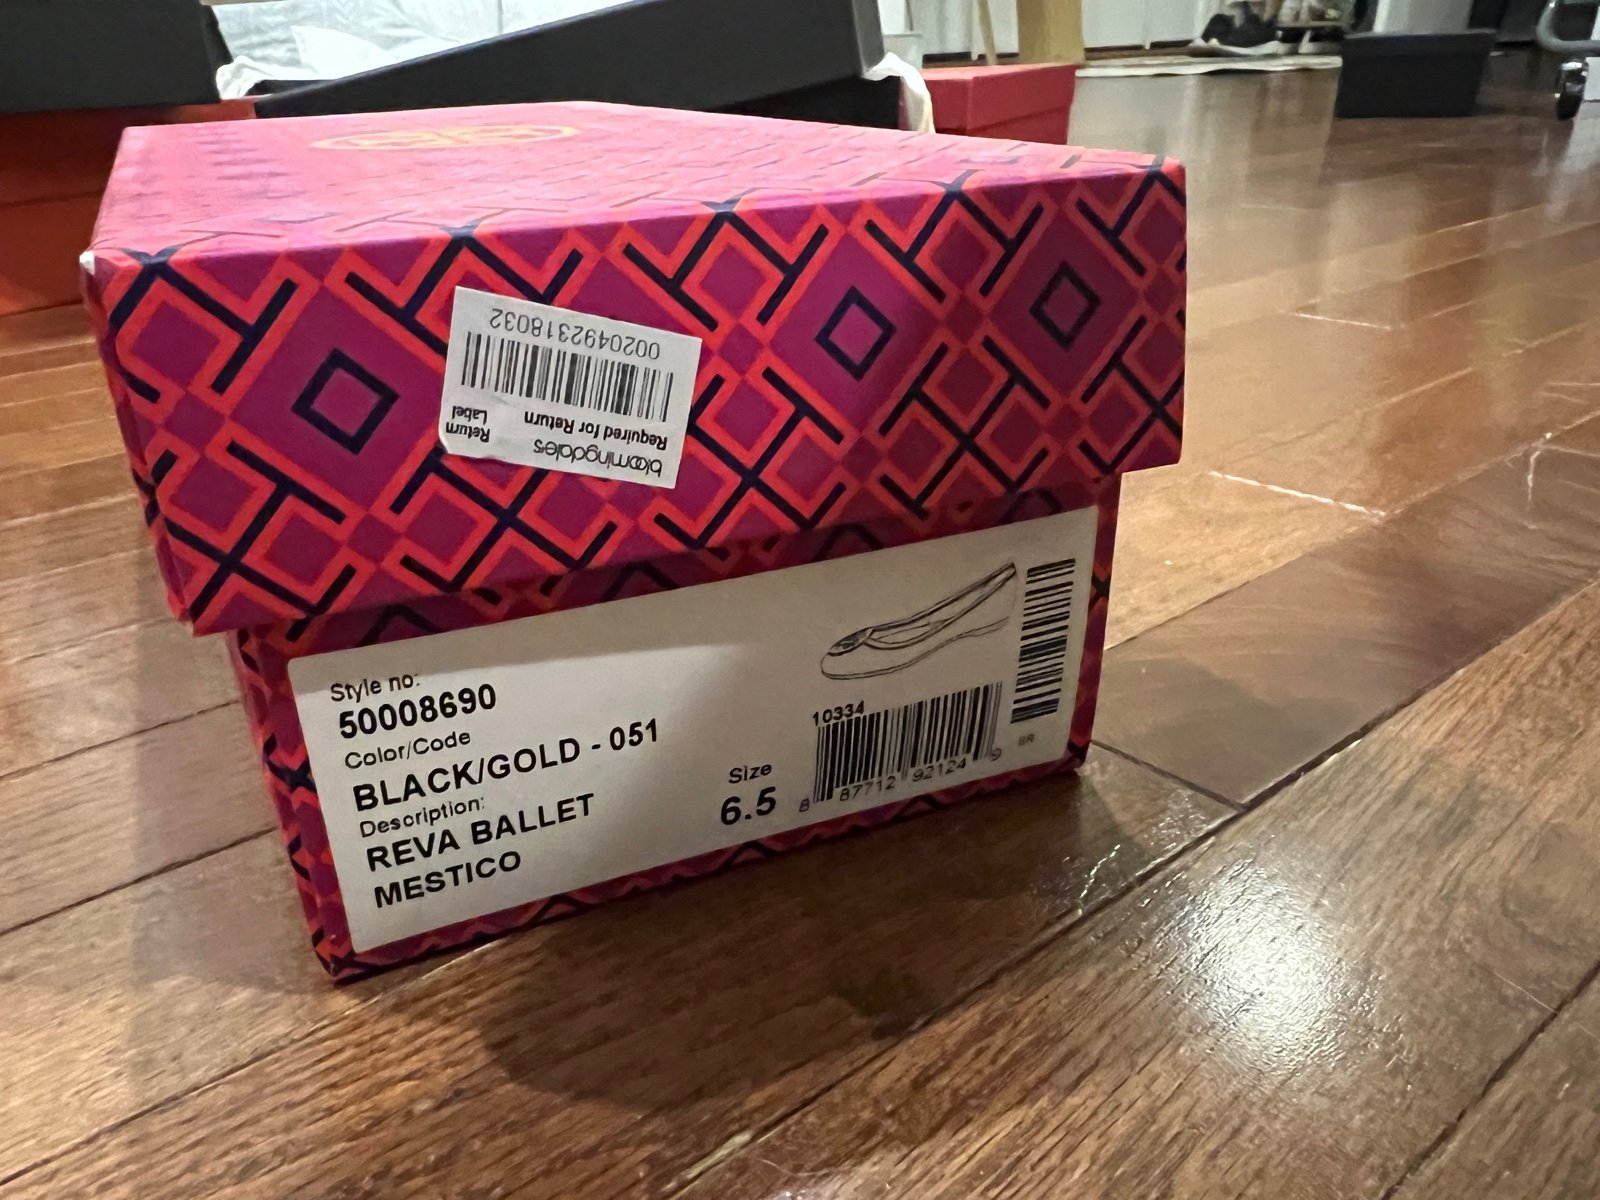 bloomingdale's
Required for Return
Return
Label
0020492318032
Style no:
50008690
Color/Code
BLACK/GOLD - 051
Description:
REVA BALLET
MESTICO
Size
6.5
10334
8 87712 92124 9